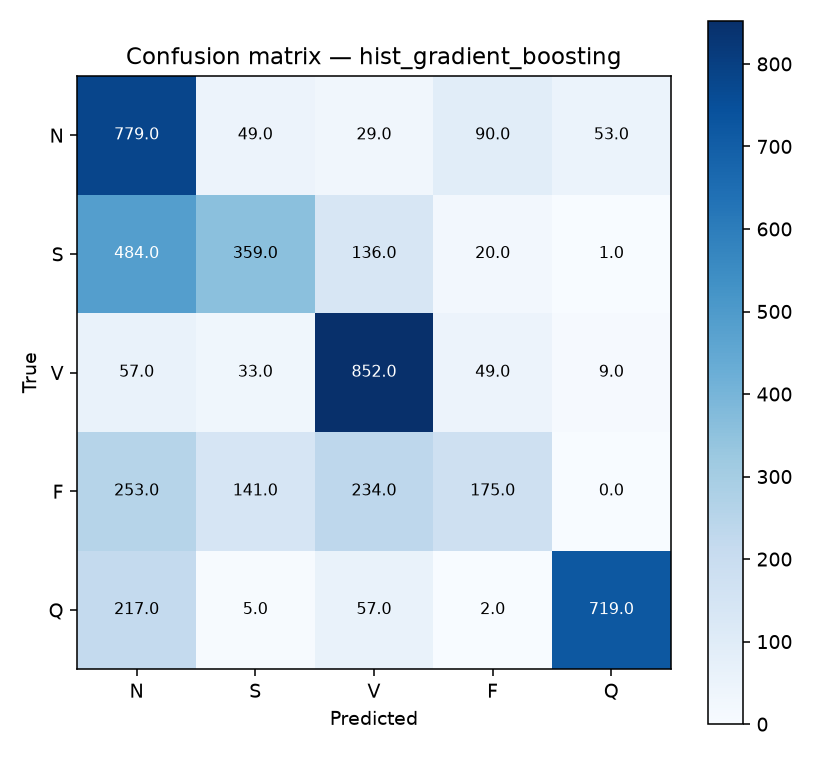 Confusion matrix — hist_gradient_boosting
N 779.0 49.0 29.0 90.0 53.0
S 484.0 359.0 136.0 20.0 1.0
V 57.0 33.0 852.0 49.0 9.0
F 253.0 141.0 234.0 175.0 0.0
Q 217.0 5.0 57.0 2.0 719.0
N S V F Q
Predicted
True
800
700
600
500
400
300
200
100
0